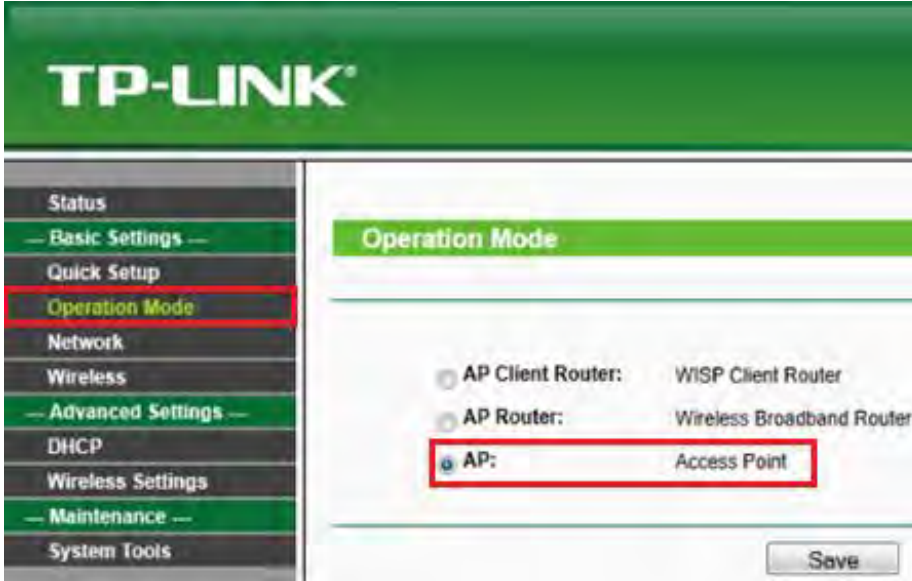 TP-LINK®
Status
— Basic Settings —
Quick Setup
Operation Mode
Network
Wireless
— Advanced Settings —
DHCP
Wireless Settings
— Maintenance —
System Tools
Operation Mode
AP Client Router: WISP Client Router
AP Router: Wireless Broadband Router
AP: Access Point
Save